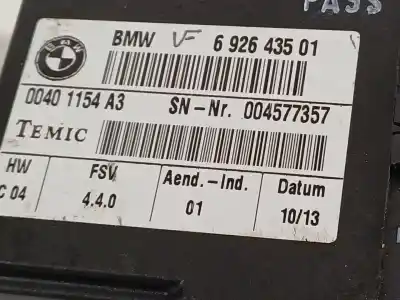 PASS
BMW VF 6 926 435 01
0040 1154 A3 SN-Nr. 004577357
TEMIC
HW FSV Aend.-Ind. Datum
C 04 4.4.0 01 10/13